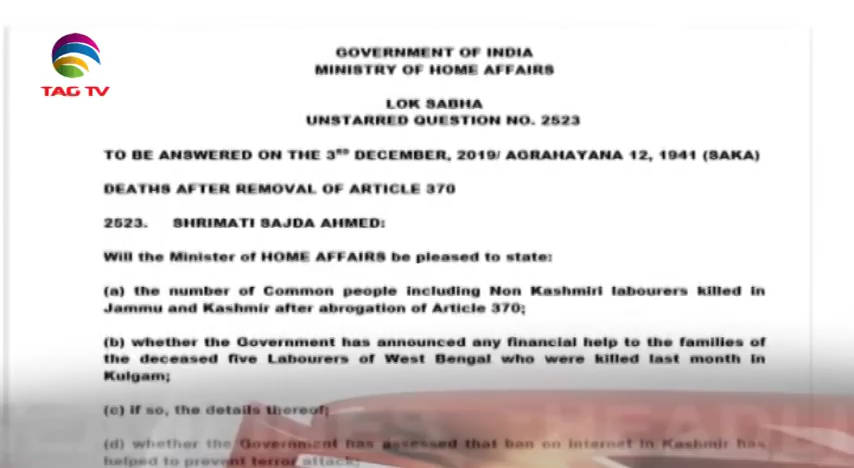 TAG TV
GOVERNMENT OF INDIA
MINISTRY OF HOME AFFAIRS
LOK SABHA
UNSTARRED QUESTION NO. 2523
TO BE ANSWERED ON THE 3RD DECEMBER, 2019/ AGRAHAYANA 12, 1941 (SAKA)
DEATHS AFTER REMOVAL OF ARTICLE 370
2523. SHRIMATI SAJDA AHMED:
Will the Minister of HOME AFFAIRS be pleased to state:
(a) the number of Common people including Non Kashmiri labourers killed in
Jammu and Kashmir after abrogation of Article 370;
(b) whether the Government has announced any financial help to the families of
the deceased five Labourers of West Bengal who were killed last month in
Kulgam;
(c) if so, the details thereof;
(d) whether the Government has assessed that ban on internet in Kashmir has
helped to prevent terror attack;